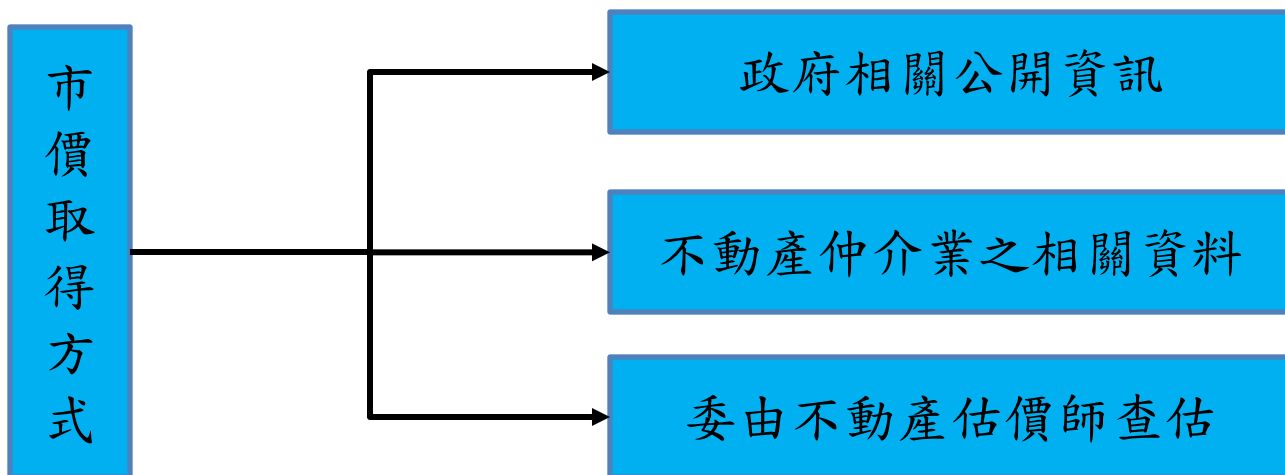 市價取得方式
政府相關公開資訊
不動產仲介業之相關資料
委由不動產估價師查估